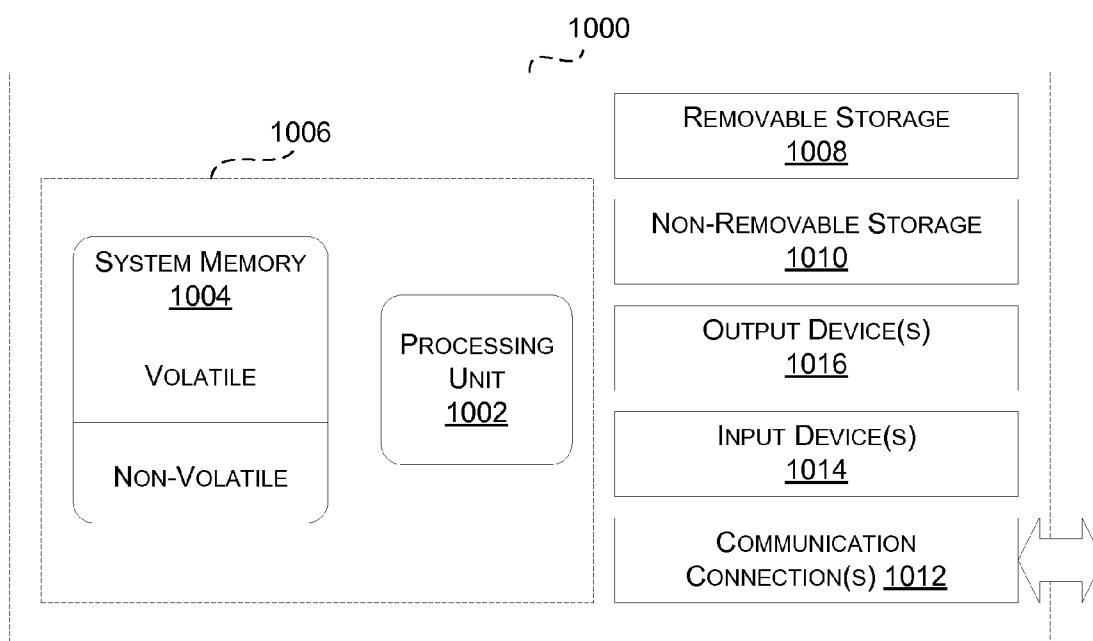 1000
1006
SYSTEM MEMORY
1004
VOLATILE
NON-VOLATILE
PROCESSING
UNIT
1002
REMOVABLE STORAGE
1008
NON-REMOVABLE STORAGE
1010
OUTPUT DEVICE(S)
1016
INPUT DEVICE(S)
1014
COMMUNICATION
CONNECTION(S) 1012